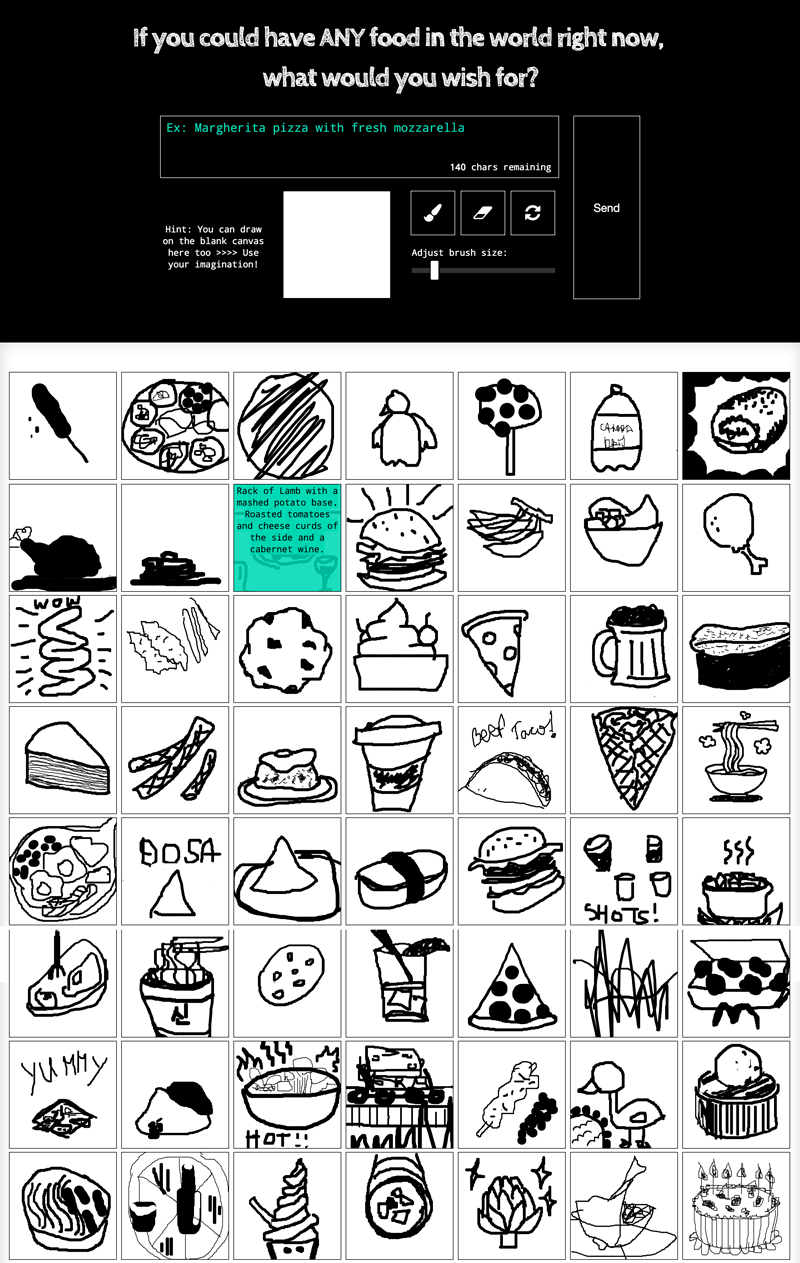 If you could have ANY food in the world right now,
what would you wish for?
Ex: Margherita pizza with fresh mozzarella
140 chars remaining
Send
Hint: You can draw
on the blank canvas
here too >>>> Use
your imagination!
Adjust brush size:
CANADA
Rack of Lamb with a
mashed potato base.
Roasted tomatoes
and cheese curds of
the side and a
cabernet wine.
WOW
BEEF Taco!
DOSA
SHOTS!
YUMMY
HOT!!